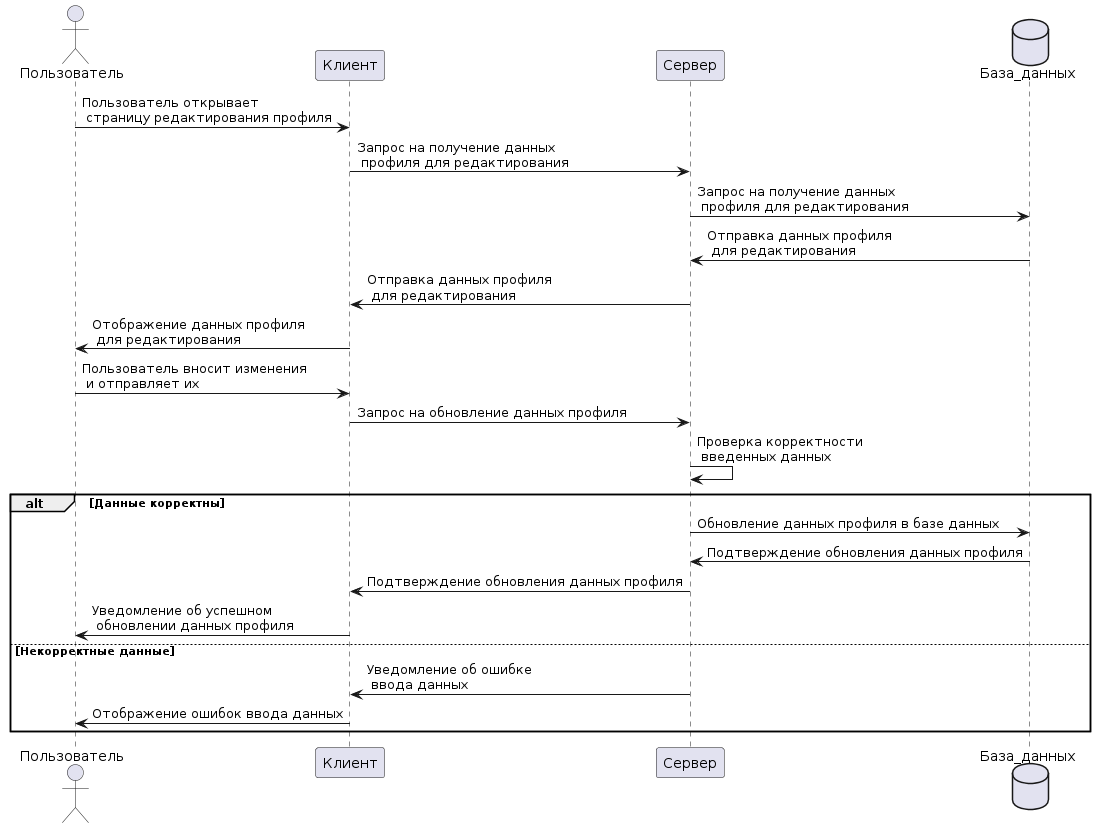 Пользователь
Клиент
Сервер
База_данных
Пользователь открывает
страницу редактирования профиля
Запрос на получение данных
профиля для редактирования
Запрос на получение данных
профиля для редактирования
Отправка данных профиля
для редактирования
Отправка данных профиля
для редактирования
Отображение данных профиля
для редактирования
Пользователь вносит изменения
и отправляет их
Запрос на обновление данных профиля
Проверка корректности
введенных данных
alt
[Данные корректны]
Обновление данных профиля в базе данных
Подтверждение обновления данных профиля
Подтверждение обновления данных профиля
Уведомление об успешном
обновлении данных профиля
[Некорректные данные]
Уведомление об ошибке
ввода данных
Отображение ошибок ввода данных
Пользователь
Клиент
Сервер
База_данных